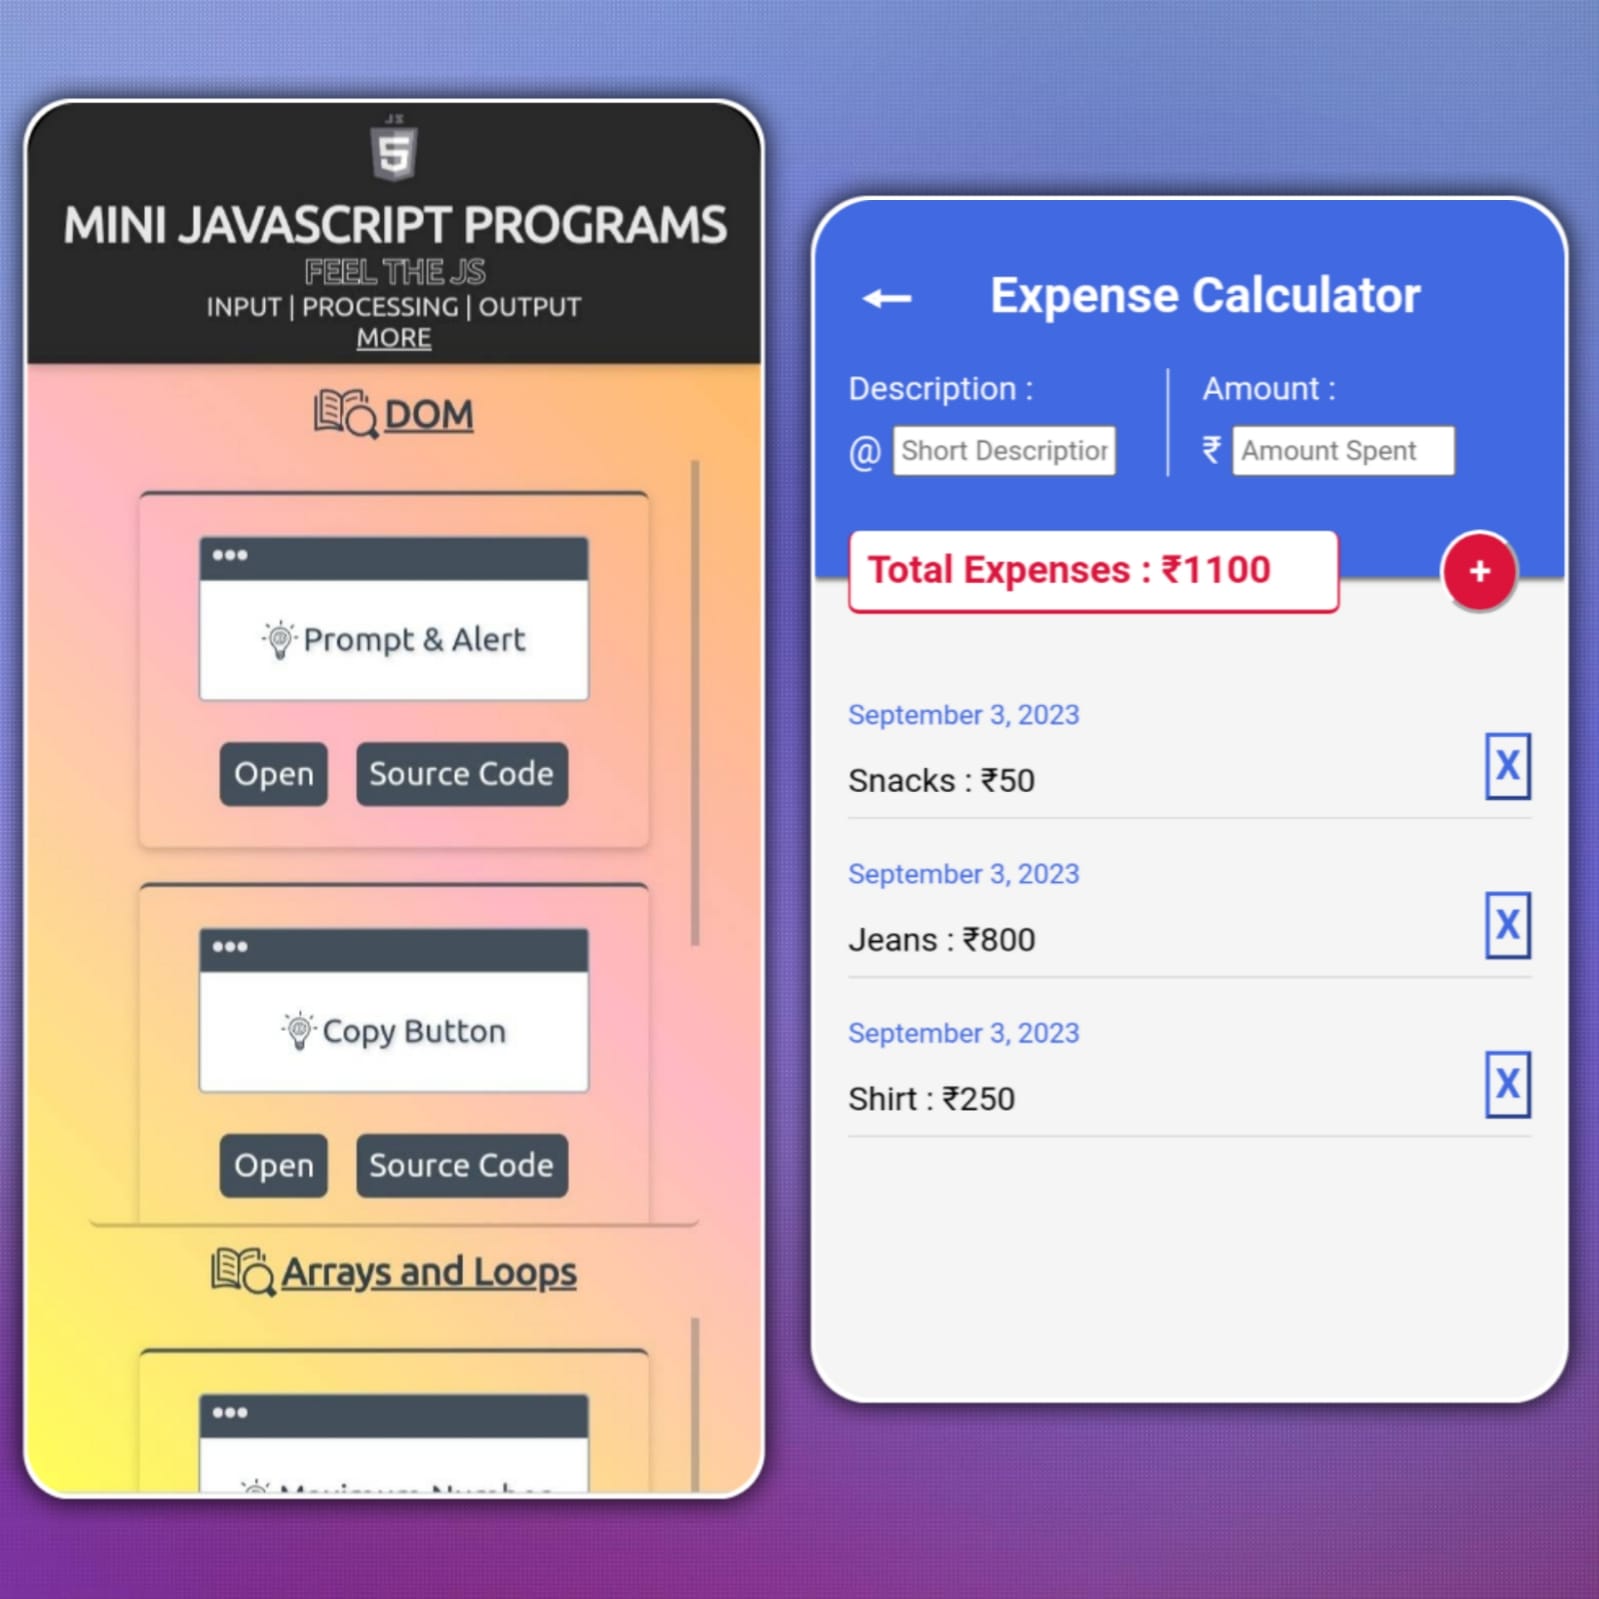 JS
5
MINI JAVASCRIPT PROGRAMS
FEEL THE JS
INPUT | PROCESSING | OUTPUT
MORE
DOM
Prompt & Alert
Open
Source Code
Copy Button
Open
Source Code
Arrays and Loops
Expense Calculator
Description :
Amount :
@ Short Description
₹ Amount Spent
Total Expenses : ₹1100
+
September 3, 2023
Snacks : ₹50
X
September 3, 2023
Jeans : ₹800
X
September 3, 2023
Shirt : ₹250
X